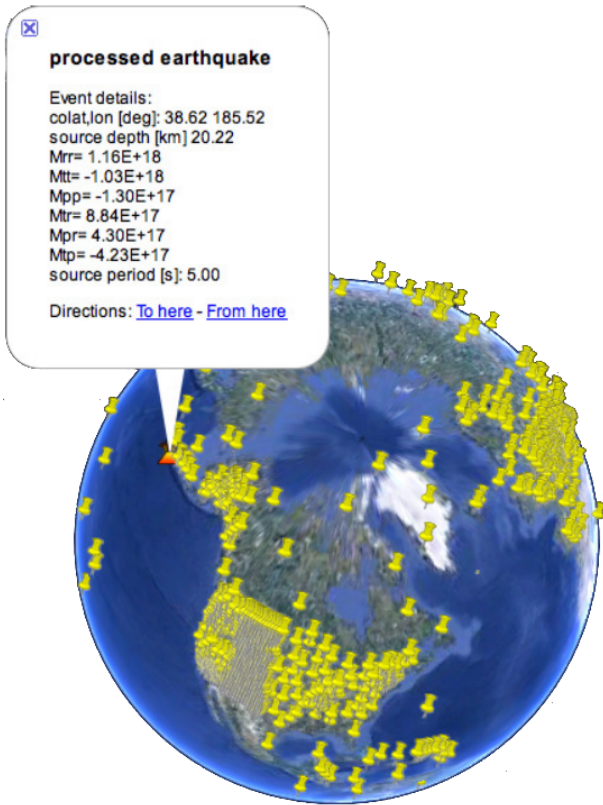 processed earthquake
Event details:
colat,lon [deg]: 38.62 185.52
source depth [km] 20.22
Mrr= 1.16E+18
Mtt= -1.03E+18
Mpp= -1.30E+17
Mtr= 8.84E+17
Mpr= 4.30E+17
Mtp= -4.23E+17
source period [s]: 5.00
Directions: To here - From here